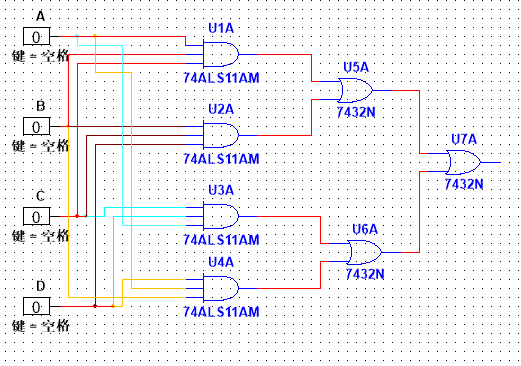 A
0
键 = 空格
B
0
键 = 空格
C
0
键 = 空格
D
0
键 = 空格
U1A
74ALS11AM
U2A
74ALS11AM
U3A
74ALS11AM
U4A
74ALS11AM
U5A
7432N
U6A
7432N
U7A
7432N